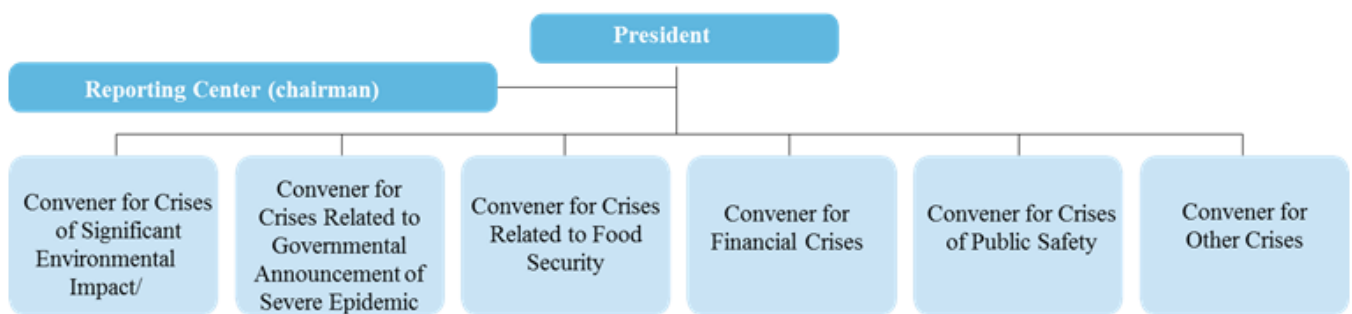 President
Reporting Center (chairman)
Convener for Crises
of Significant
Environmental
Impact/
Convener for
Crises Related to
Governmental
Announcement of
Severe Epidemic
Convener for Crises
Related to Food
Security
Convener for
Financial Crises
Convener for Crises
of Public Safety
Convener for
Other Crises